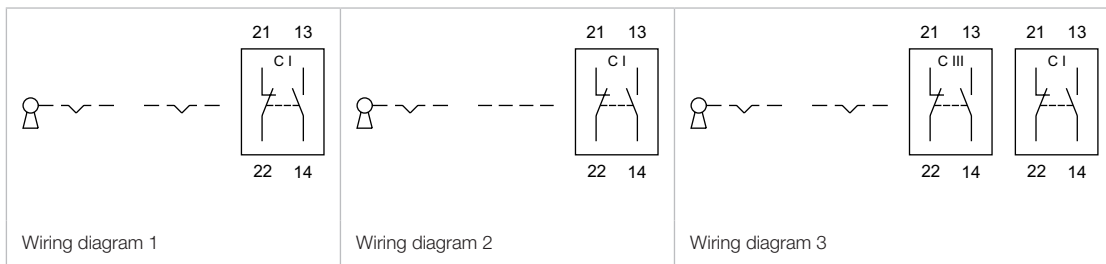 21 13
C I
22 14
Wiring diagram 1
21 13
C I
22 14
Wiring diagram 2
21 13 21 13
C III C I
22 14 22 14
Wiring diagram 3